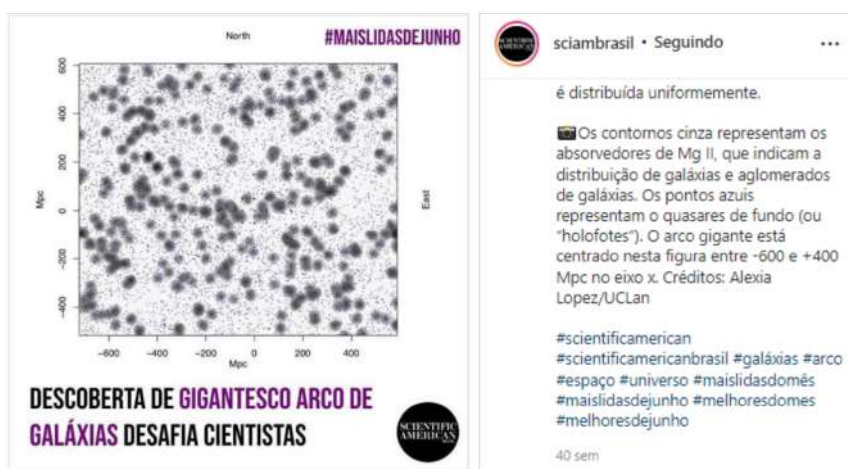 North
#MAISLIDASDEJUNHO
600
400
200
0
-200
-400
Mpc
East
-600 -400 -200 0 200 400
Mpc
DESCOBERTA DE GIGANTESCO ARCO DE
GALÁXIAS DESAFIA CIENTISTAS
SCIENTIFIC
AMERICAN
sciambrasil • Seguindo
é distribuída uniformemente.
📷Os contornos cinza representam os
absorvedores de Mg II, que indicam a
distribuição de galáxias e aglomerados
de galáxias. Os pontos azuis
representam o quasares de fundo (ou
"holofotes"). O arco gigante está
centrado nesta figura entre -600 e +400
Mpc no eixo x. Créditos: Alexia
Lopez/UCLan
#scientificamerican
#scientificamericanbrasil #galáxias #arco
#espaço #universo #maislidasdomês
#maislidasdejunho #melhoresdomes
#melhoresdejunho
40 sem